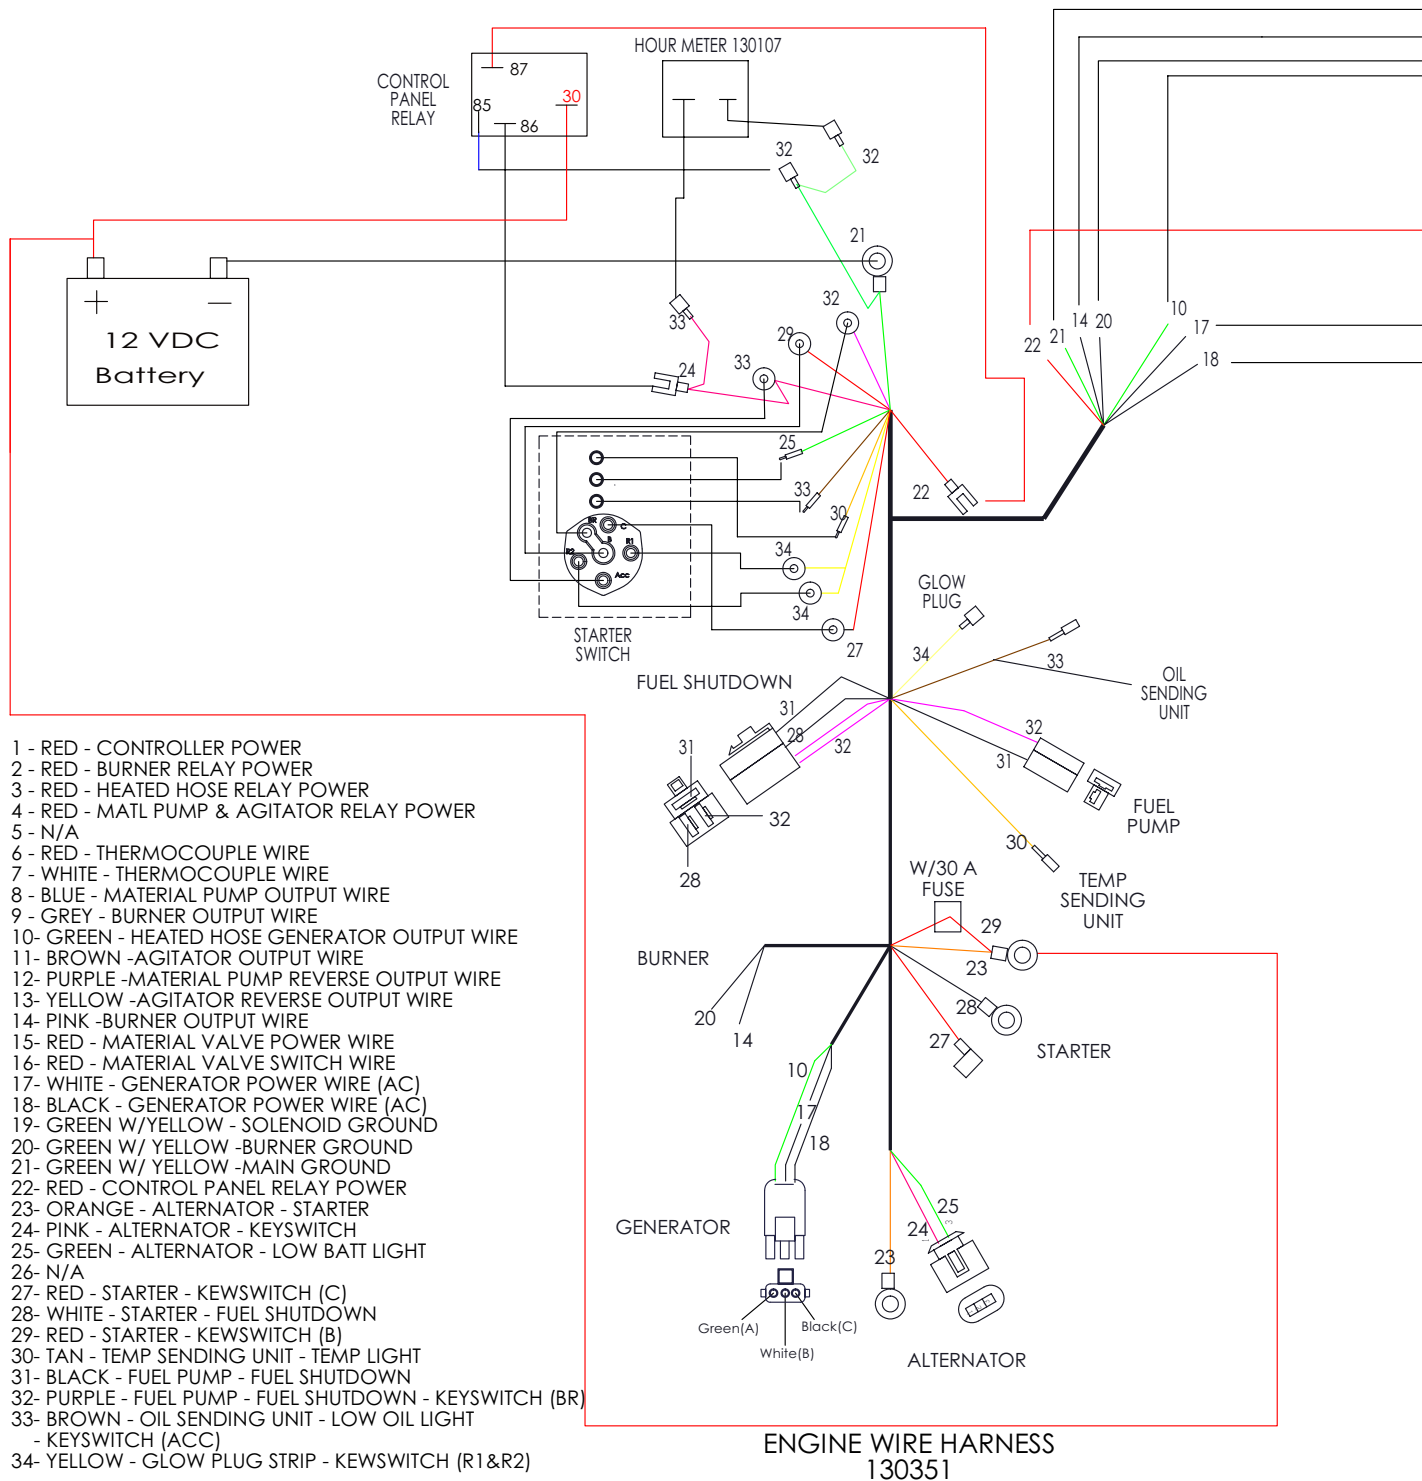 HOUR METER 130107
CONTROL
PANEL
RELAY
87
85
30
86
32
32
21
12 VDC
Battery
+
−
33
24
33
29
32
22
21
14
20
10
17
18
25
33
30
22
BR
C
B
R1
R2
Acc
34
34
27
STARTER
SWITCH
GLOW
PLUG
34
33
OIL
SENDING
UNIT
FUEL SHUTDOWN
31
28
32
31
32
28
32
31
FUEL
PUMP
30
TEMP
SENDING
UNIT
W/30 A
FUSE
29
23
28
27
STARTER
BURNER
20
14
10
17
18
GENERATOR
Green(A)
Black(C)
White(B)
23
24
25
1
3
ALTERNATOR
1 - RED - CONTROLLER POWER
2 - RED - BURNER RELAY POWER
3 - RED - HEATED HOSE RELAY POWER
4 - RED - MATL PUMP & AGITATOR RELAY POWER
5 - N/A
6 - RED - THERMOCOUPLE WIRE
7 - WHITE - THERMOCOUPLE WIRE
8 - BLUE - MATERIAL PUMP OUTPUT WIRE
9 - GREY - BURNER OUTPUT WIRE
10- GREEN - HEATED HOSE GENERATOR OUTPUT WIRE
11- BROWN -AGITATOR OUTPUT WIRE
12- PURPLE -MATERIAL PUMP REVERSE OUTPUT WIRE
13- YELLOW -AGITATOR REVERSE OUTPUT WIRE
14- PINK -BURNER OUTPUT WIRE
15- RED - MATERIAL VALVE POWER WIRE
16- RED - MATERIAL VALVE SWITCH WIRE
17- WHITE - GENERATOR POWER WIRE (AC)
18- BLACK - GENERATOR POWER WIRE (AC)
19- GREEN W/YELLOW - SOLENOID GROUND
20- GREEN W/ YELLOW -BURNER GROUND
21- GREEN W/ YELLOW -MAIN GROUND
22- RED - CONTROL PANEL RELAY POWER
23- ORANGE - ALTERNATOR - STARTER
24- PINK - ALTERNATOR - KEYSWITCH
25- GREEN - ALTERNATOR - LOW BATT LIGHT
26- N/A
27- RED - STARTER - KEWSWITCH (C)
28- WHITE - STARTER - FUEL SHUTDOWN
29- RED - STARTER - KEWSWITCH (B)
30- TAN - TEMP SENDING UNIT - TEMP LIGHT
31- BLACK - FUEL PUMP - FUEL SHUTDOWN
32- PURPLE - FUEL PUMP - FUEL SHUTDOWN - KEYSWITCH (BR)
33- BROWN - OIL SENDING UNIT - LOW OIL LIGHT
- KEYSWITCH (ACC)
34- YELLOW - GLOW PLUG STRIP - KEWSWITCH (R1&R2)
ENGINE WIRE HARNESS
130351